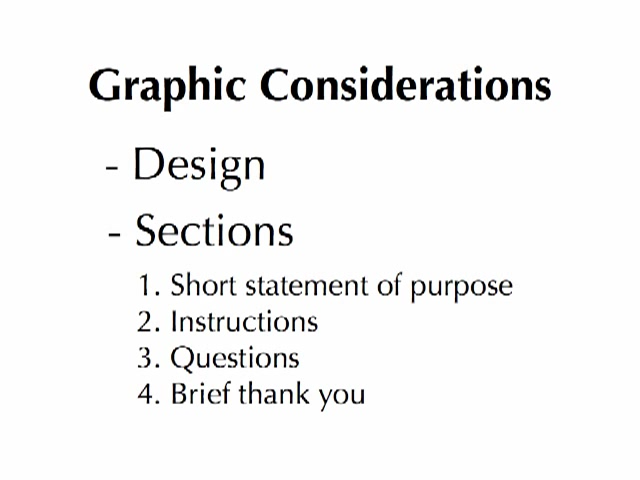 Graphic Considerations
- Design
- Sections
1. Short statement of purpose
2. Instructions
3. Questions
4. Brief thank you